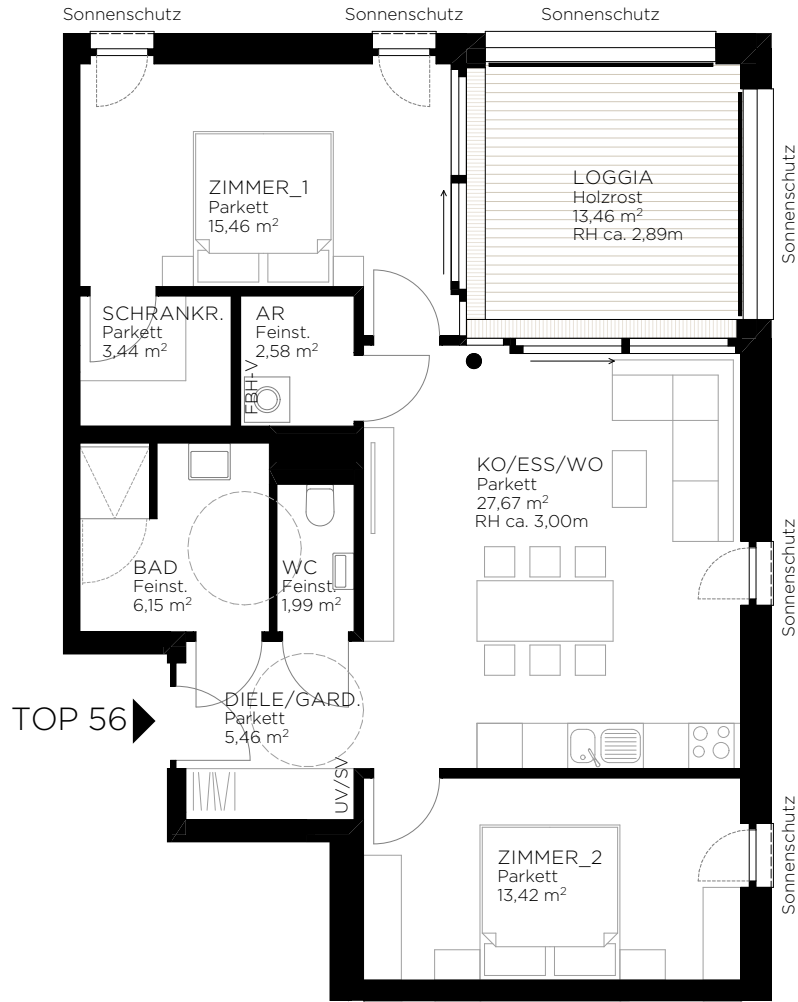 Sonnenschutz
Sonnenschutz
Sonnenschutz
Sonnenschutz
ZIMMER_1
Parkett
15,46 m²
LOGGIA
Holzrost
13,46 m²
RH ca. 2,89m
SCHRANKR.
Parkett
3,44 m²
AR
Feinst.
2,58 m²
FBH-V
KO/ESS/WO
Parkett
27,67 m²
RH ca. 3,00m
Sonnenschutz
BAD
Feinst.
6,15 m²
WC
Feinst.
1,99 m²
TOP 56
DIELE/GARD.
Parkett
5,46 m²
UV/SV
ZIMMER_2
Parkett
13,42 m²
Sonnenschutz